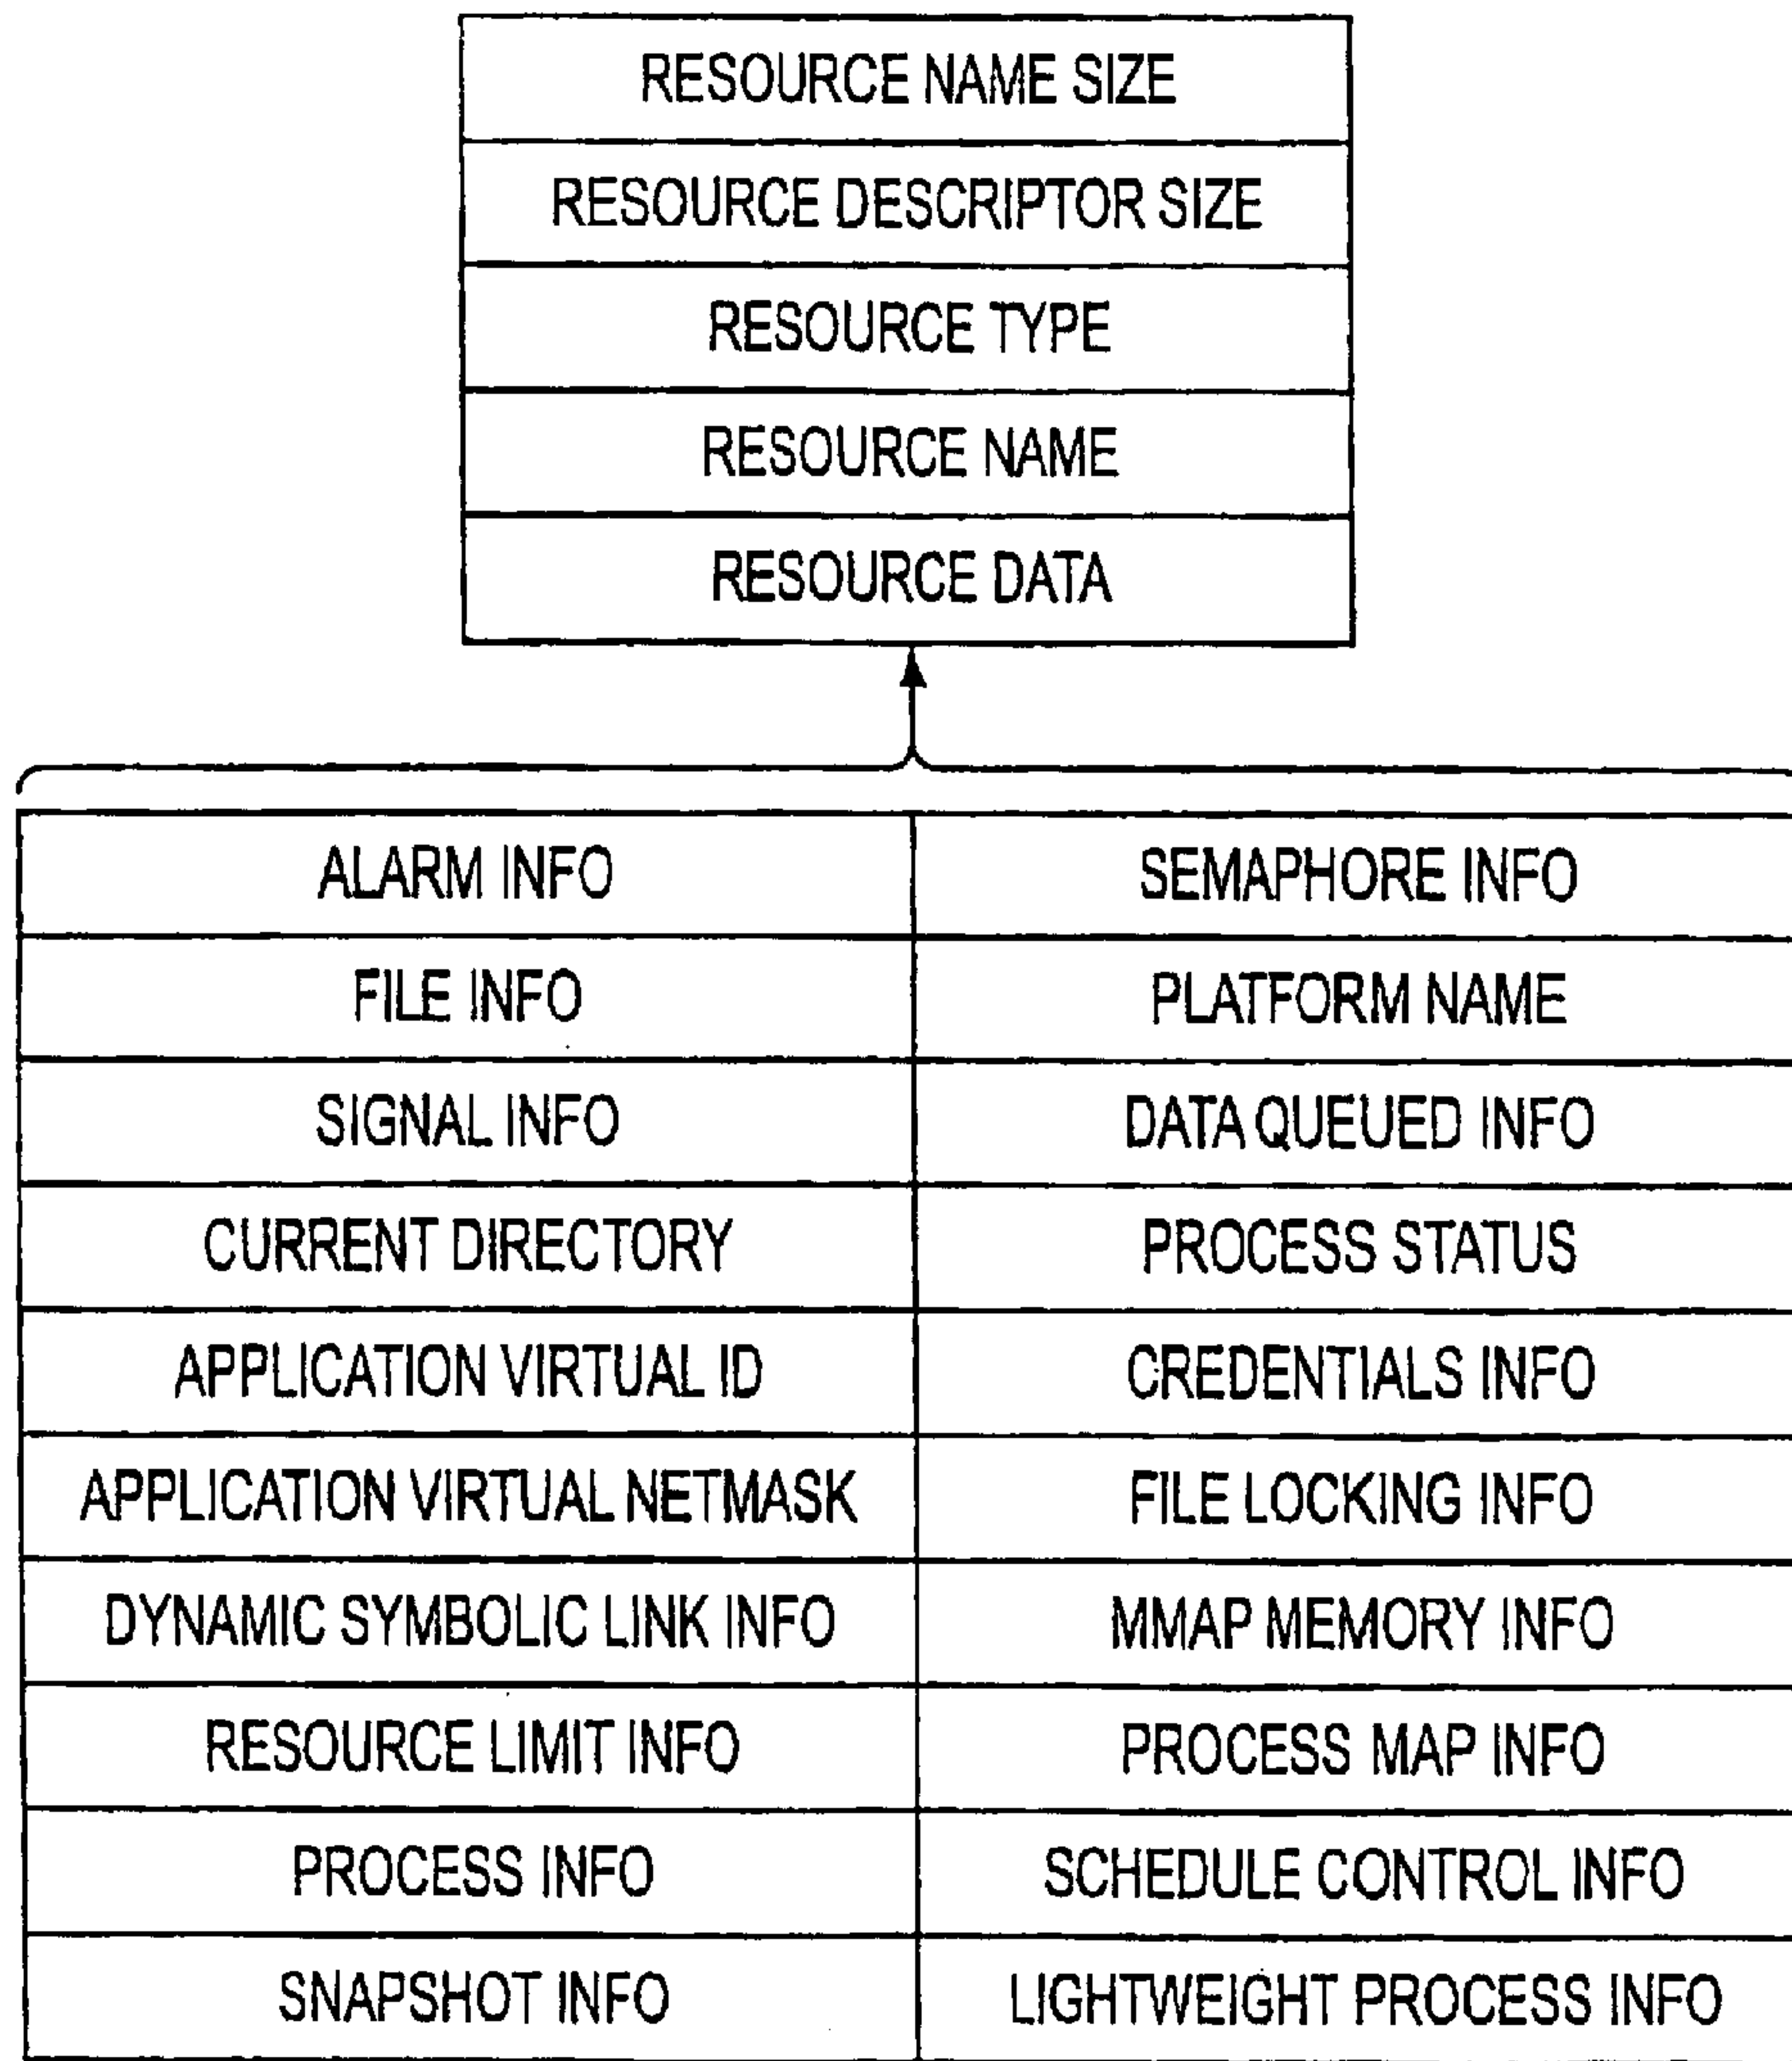 RESOURCE NAME SIZE
RESOURCE DESCRIPTOR SIZE
RESOURCE TYPE
RESOURCE NAME
RESOURCE DATA
ALARM INFO
SEMAPHORE INFO
FILE INFO
PLATFORM NAME
SIGNAL INFO
DATA QUEUED INFO
CURRENT DIRECTORY
PROCESS STATUS
APPLICATION VIRTUAL ID
CREDENTIALS INFO
APPLICATION VIRTUAL NETMASK
FILE LOCKING INFO
DYNAMIC SYMBOLIC LINK INFO
MMAP MEMORY INFO
RESOURCE LIMIT INFO
PROCESS MAP INFO
PROCESS INFO
SCHEDULE CONTROL INFO
SNAPSHOT INFO
LIGHTWEIGHT PROCESS INFO